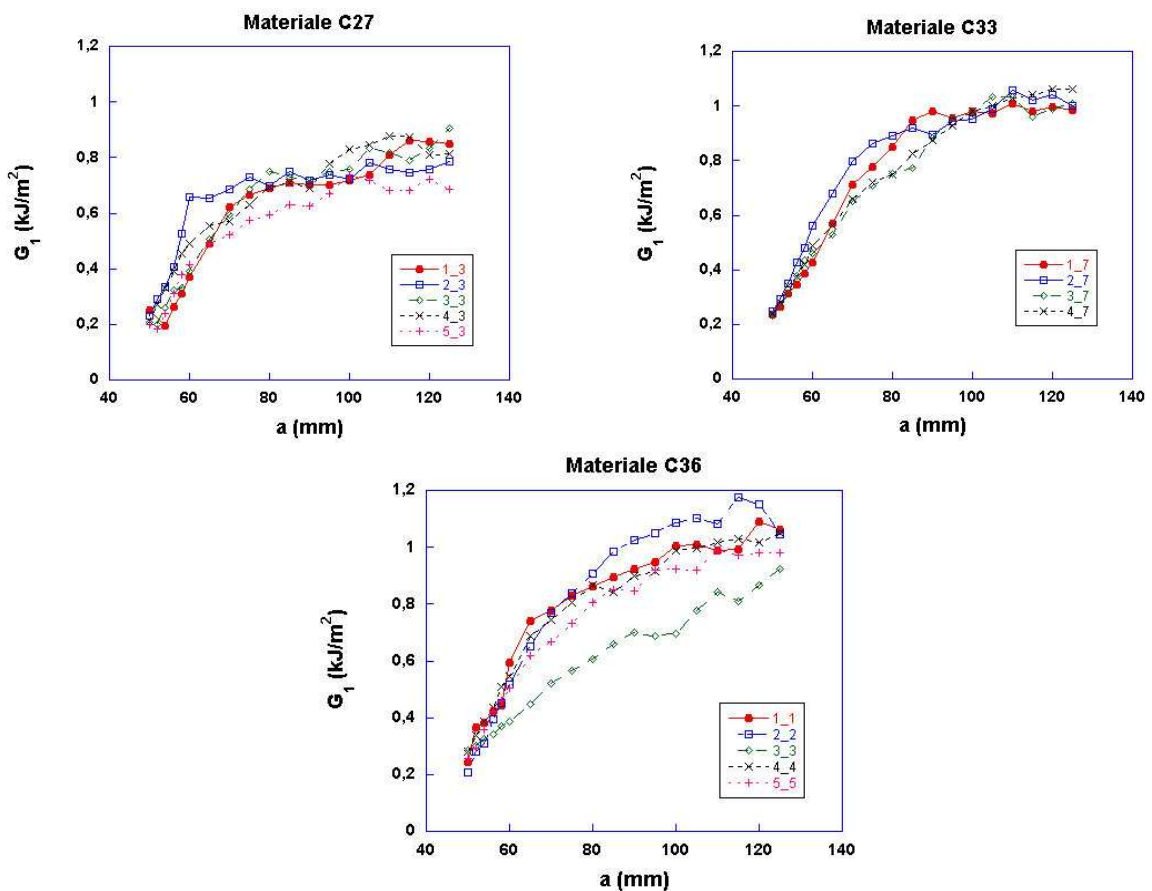 Materiale C27
1,2
1
0,8
0,6
0,4
0,2
0
G₁ (kJ/m²)
40 60 80 100 120 140
a (mm)
1_3
2_3
3_3
4_3
5_3
Materiale C33
1,2
1
0,8
0,6
0,4
0,2
0
G₁ (kJ/m²)
40 60 80 100 120 140
a (mm)
1_7
2_7
3_7
4_7
Materiale C36
1,2
1
0,8
0,6
0,4
0,2
0
G₁ (kJ/m²)
40 60 80 100 120 140
a (mm)
1_1
2_2
3_3
4_4
5_5